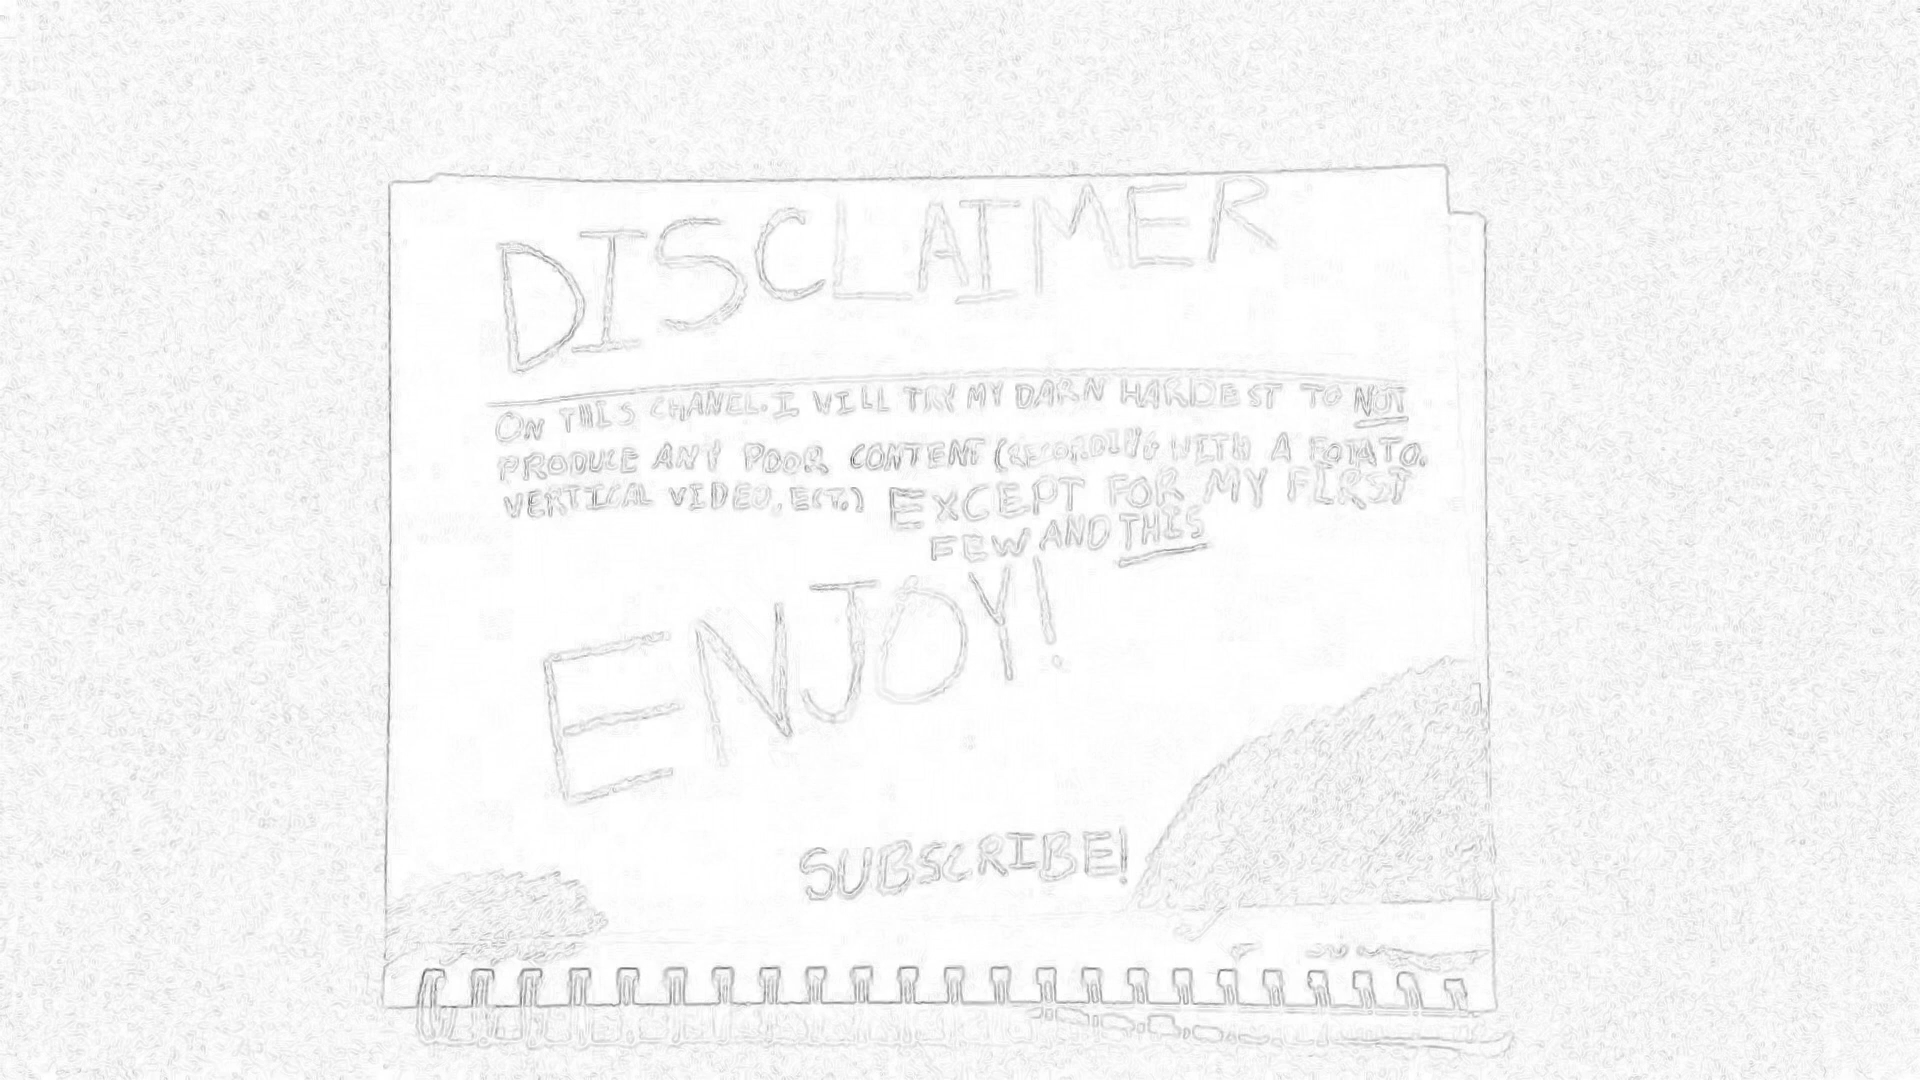 DISCLAIMER
ON THIS CHANEL. I WILL TRY MY DARN HARDEST TO NOT
PRODUCE ANY POOR CONTENT (RECORDING WITH A POTATO,
VERTICAL VIDEO, ECT.) EXCEPT FOR MY FIRST
FEW AND THIS
ENJOY!
SUBSCRIBE!